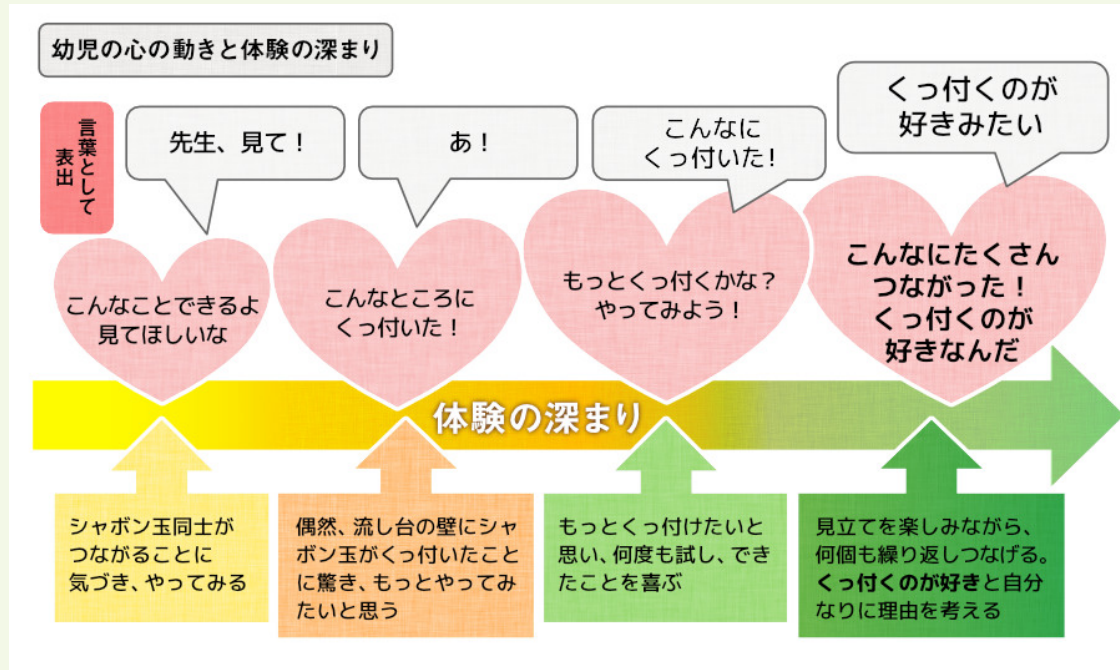 幼児の心の動きと体験の深まり
言葉として
表出
先生、見て！
あ！
こんなに
くっ付いた！
くっ付くのが
好きみたい
こんなことできるよ
見てほしいな
こんなところに
くっ付いた！
もっとくっ付くかな？
やってみよう！
こんなにたくさん
つながった！
くっ付くのが
好きなんだ
体験の深まり
シャボン玉同士が
つながることに
気づき、やってみる
偶然、流し台の壁にシャ
ボン玉がくっ付いたこと
に驚き、もっとやってみ
たいと思う
もっとくっ付けたいと
思い、何度も試し、でき
たことを喜ぶ
見立てを楽しみながら、
何個も繰り返しつなげる。
くっ付くのが好きと自分
なりに理由を考える